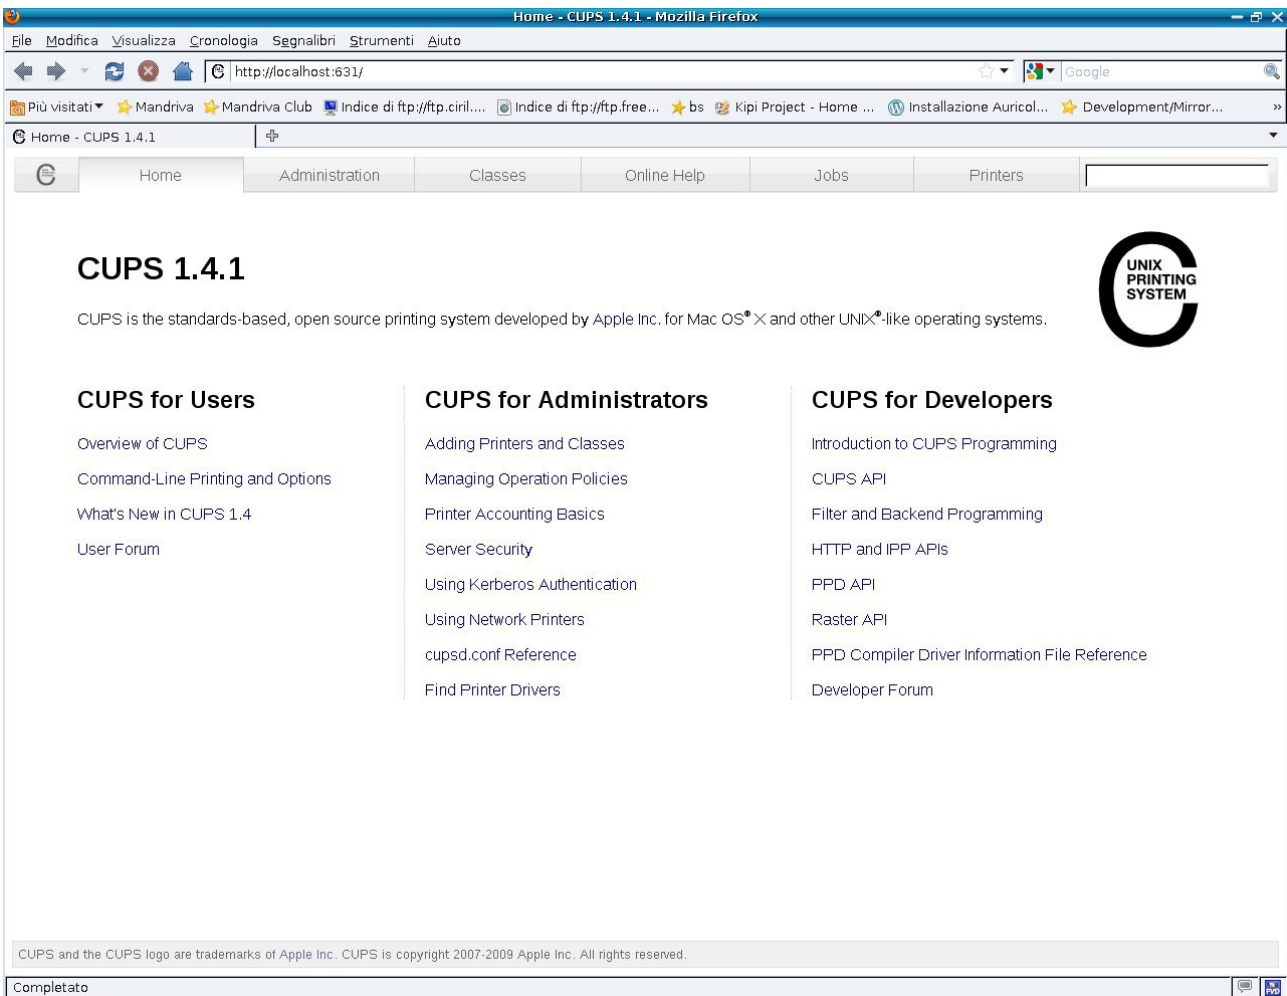 Home - CUPS 1.4.1 - Mozilla Firefox
File Modifica Visualizza Cronologia Segnalibri Strumenti Aiuto
http://localhost:631/ Google
Più visitati Mandriva Mandriva Club Indice di ftp://ftp.ciril.... Indice di ftp://ftp.free... bs Kipi Project - Home ... Installazione Auricol... Development/Mirror... »
Home - CUPS 1.4.1
Home Administration Classes Online Help Jobs Printers
CUPS 1.4.1
CUPS is the standards-based, open source printing system developed by Apple Inc. for Mac OS® X and other UNIX®-like operating systems.
UNIX
PRINTING
SYSTEM
CUPS for Users
Overview of CUPS
Command-Line Printing and Options
What's New in CUPS 1.4
User Forum
CUPS for Administrators
Adding Printers and Classes
Managing Operation Policies
Printer Accounting Basics
Server Security
Using Kerberos Authentication
Using Network Printers
cupsd.conf Reference
Find Printer Drivers
CUPS for Developers
Introduction to CUPS Programming
CUPS API
Filter and Backend Programming
HTTP and IPP APIs
PPD API
Raster API
PPD Compiler Driver Information File Reference
Developer Forum
CUPS and the CUPS logo are trademarks of Apple Inc. CUPS is copyright 2007-2009 Apple Inc. All rights reserved.
Completato
FVD